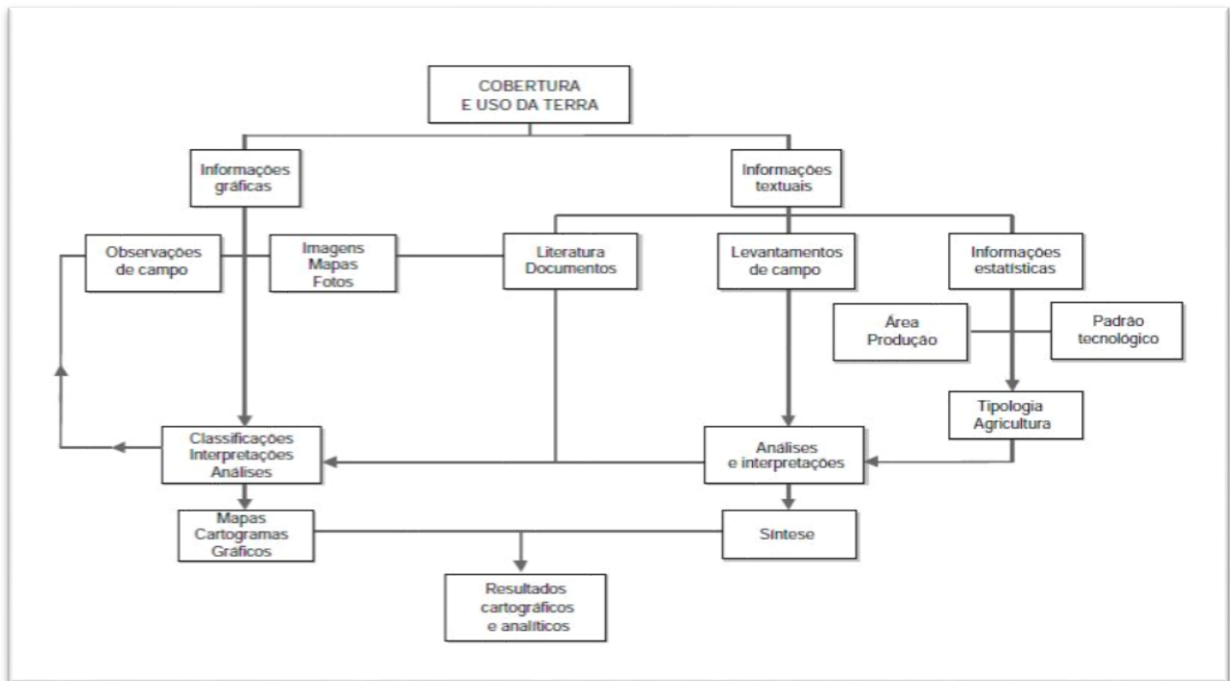 COBERTURA
E USO DA TERRA
Informações
gráficas
Informações
textuais
Observações
de campo
Imagens
Mapas
Fotos
Literatura
Documentos
Levantamentos
de campo
Informações
estatísticas
Área
Produção
Padrão
tecnológico
Tipologia
Agricultura
Classificações
Interpretações
Análises
Análises
e interpretações
Mapas
Cartogramas
Gráficos
Síntese
Resultados
cartográficos
e analíticos